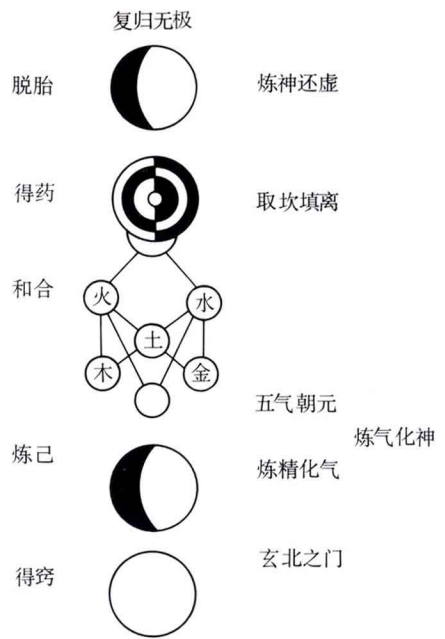 复归无极
脱胎
炼神还虚
得药
取坎填离
和合
火
水
土
木
金
五气朝元
炼气化神
炼己
炼精化气
玄北之门
得窍